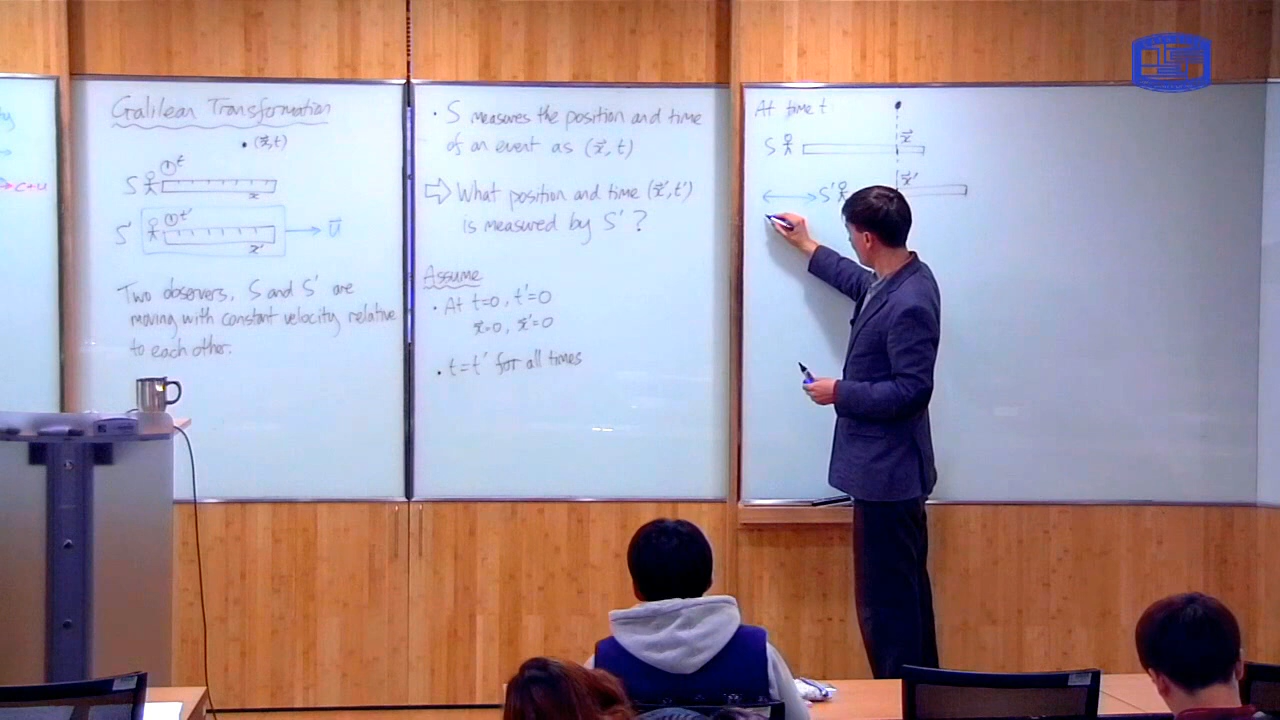 y
→ c+u
Galilean Transformation
• (x⃗,t)
t
S
x
S' t'
u⃗
x'
Two observers, S and S' are
moving with constant velocity relative
to each other.
• S measures the position and time
of an event as (x⃗, t)
⇨ What position and time (x⃗',t')
is measured by S' ?
Assume
• At t=0, t'=0
x⃗=0, x⃗'=0
• t=t' for all times
At time t
x⃗
S
x⃗'
S'